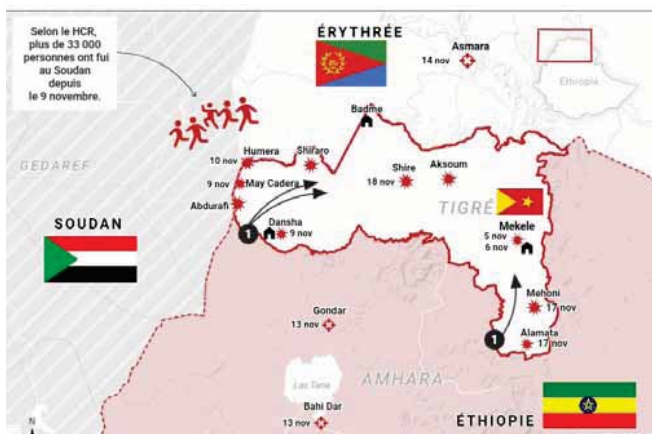 Selon le HCR,
plus de 33 000
personnes ont fui
au Soudan
depuis
le 9 novembre.
ÉRYTHRÉE
Asmara
14 nov
Éthiopie
Badme
GEDAREF
Humera
10 nov
Shiraro
9 nov
May Cadera
Shire
18 nov
Aksoum
Abdurafi
TIGRÉ
SOUDAN
1
Dansha
9 nov
Mekele
5 nov
6 nov
Mehoni
17 nov
Gondar
13 nov
1
Alamata
17 nov
Lac Tana
AMHARA
Bahi Dar
13 nov
ÉTHIOPIE
N